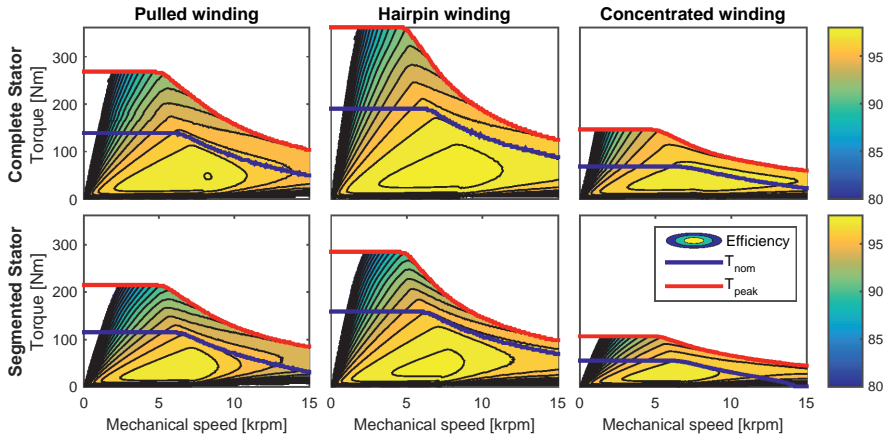 Pulled winding
Hairpin winding
Concentrated winding
Complete Stator
Torque [Nm]
300
200
100
0
95
90
85
80
Segmented Stator
Torque [Nm]
300
200
100
0
0 5 10 15
Mechanical speed [krpm]
0 5 10 15
Mechanical speed [krpm]
0 5 10 15
Mechanical speed [krpm]
Efficiency
Tnom
Tpeak
95
90
85
80